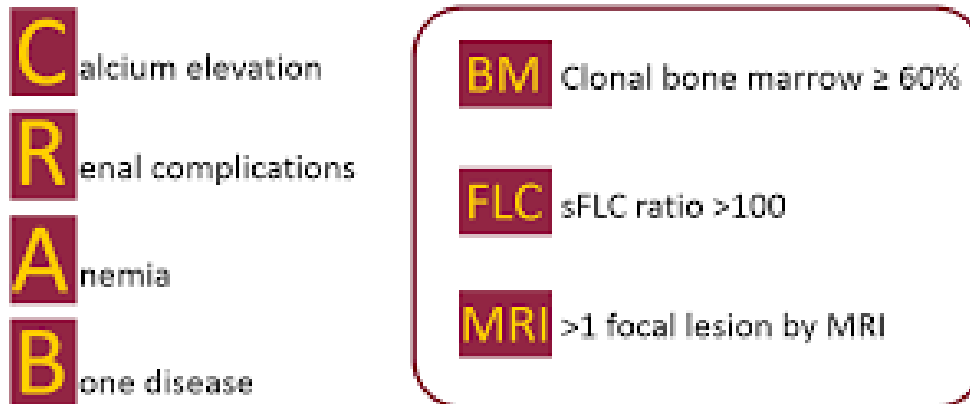 Calcium elevation
Renal complications
Anemia
Bone disease
BM Clonal bone marrow ≥ 60%
FLC sFLC ratio >100
MRI >1 focal lesion by MRI